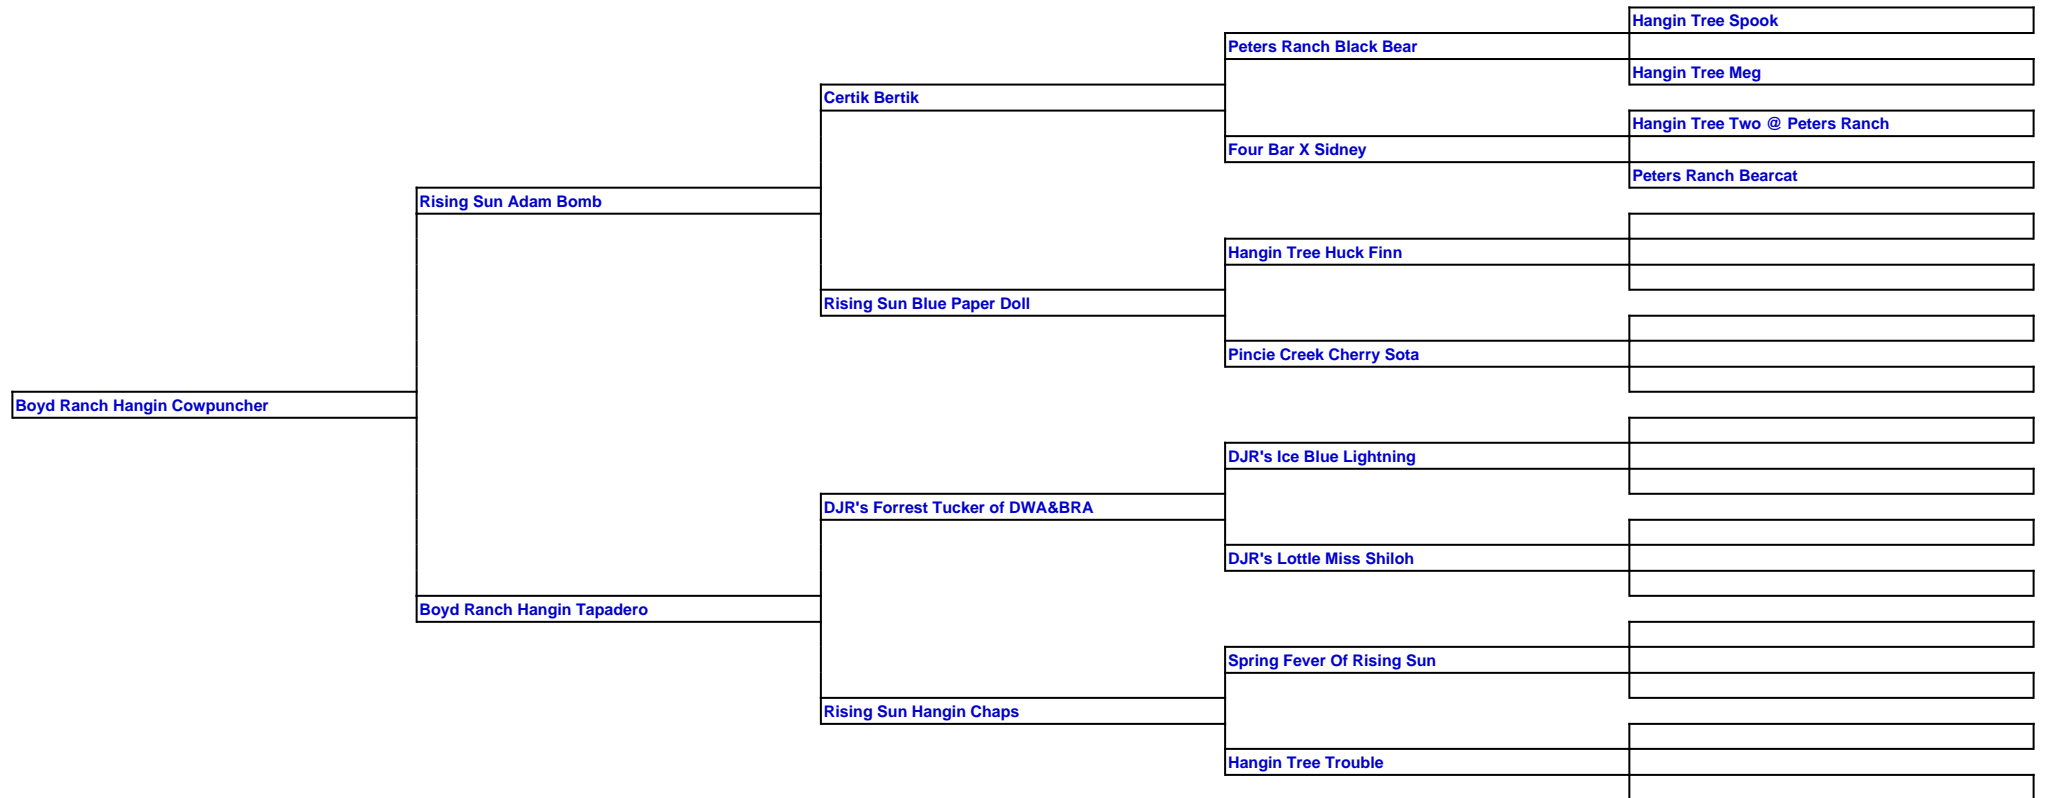 Hangin Tree Spook
Peters Ranch Black Bear
Hangin Tree Meg
Certik Bertik
Hangin Tree Two @ Peters Ranch
Four Bar X Sidney
Peters Ranch Bearcat
Rising Sun Adam Bomb
Hangin Tree Huck Finn
Rising Sun Blue Paper Doll
Pincie Creek Cherry Sota
Boyd Ranch Hangin Cowpuncher
DJR's Ice Blue Lightning
DJR's Forrest Tucker of DWA&BRA
DJR's Lottle Miss Shiloh
Boyd Ranch Hangin Tapadero
Spring Fever Of Rising Sun
Rising Sun Hangin Chaps
Hangin Tree Trouble